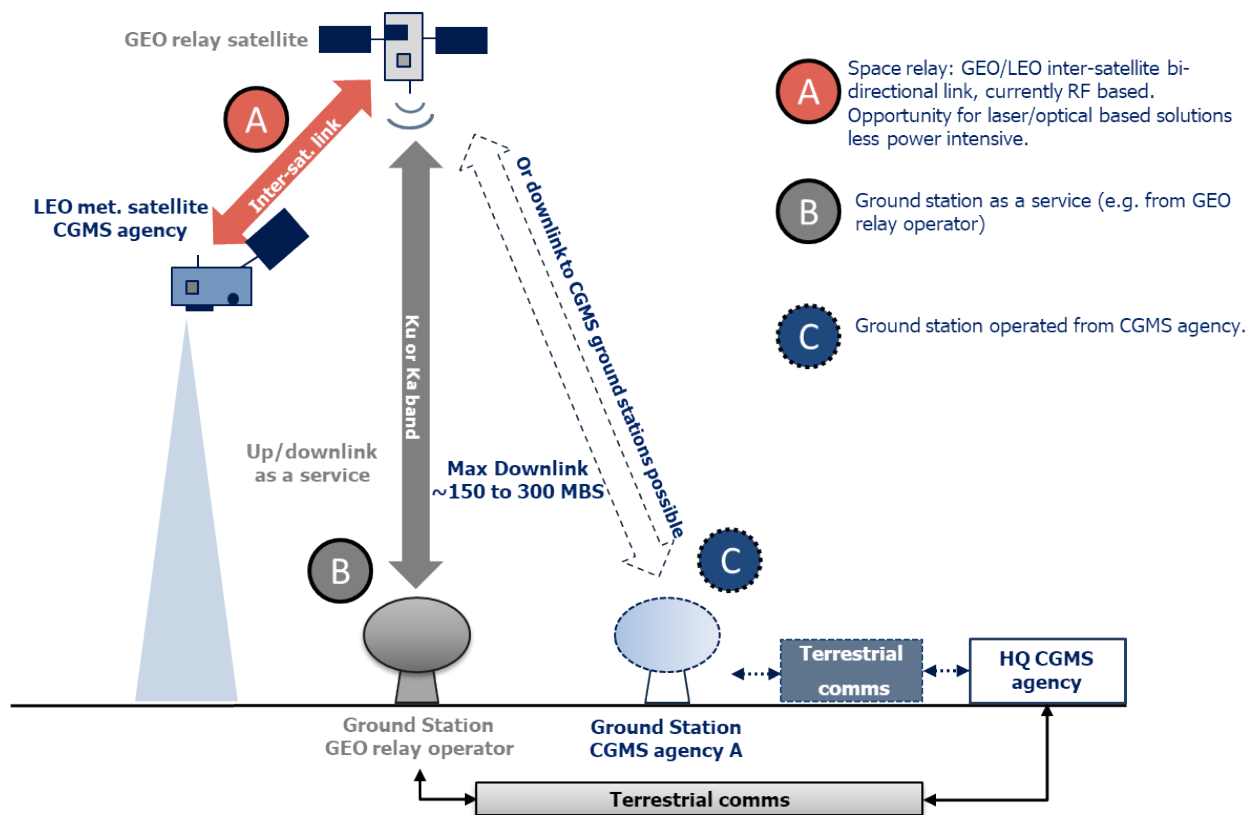 GEO relay satellite
A
Inter-sat. link
LEO met. satellite
CGMS agency
Ku or Ka band
Or downlink to CGMS ground stations possible
Up/downlink
as a service
Max Downlink
~150 to 300 MBS
B
C
Ground Station
GEO relay operator
Ground Station
CGMS agency A
Terrestrial
comms
HQ CGMS
agency
Terrestrial comms
A
Space relay: GEO/LEO inter-satellite bi-
directional link, currently RF based.
Opportunity for laser/optical based solutions
less power intensive.
B
Ground station as a service (e.g. from GEO
relay operator)
C
Ground station operated from CGMS agency.